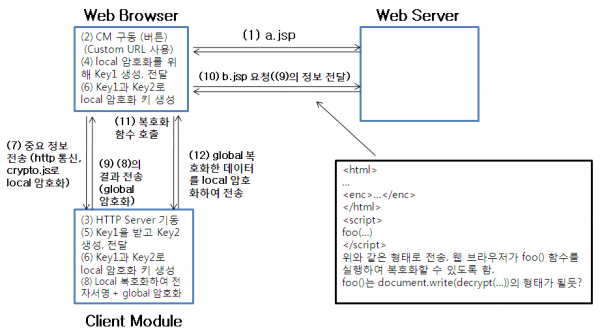 Web Browser
Web Server
(2) CM 구동 (버튼)
(Custom URL 사용)
(4) local 암호화를 위
해 Key1 생성, 전달
(6) Key1과 Key2로
local 암호화 키 생성
(1) a.jsp
(10) b.jsp 요청((9)의 정보 전달)
(11) 복호화
함수 호출
(7) 중요 정보
전송 (http 통신,
crypto.js로
local 암호화)
(9) (8)의
결과 전송
(global
암호화)
(12) global 복
호화한 데이터
를 local 암호
화하여 전송
(3) HTTP Server 기동
(5) Key1을 받고 Key2
생성, 전달
(6) Key1과 Key2로
local 암호화 키 생성
(8) Local 복호화하여 전
자서명 + global 암호화
Client Module
<html>
...
<enc>...</enc>
</html>
<script>
foo(...)
</script>
위와 같은 형태로 전송. 웹 브라우저가 foo() 함수를
실행하여 복호화할 수 있도록 함.
foo()는 document.write(decrypt(...))의 형태가 될듯?